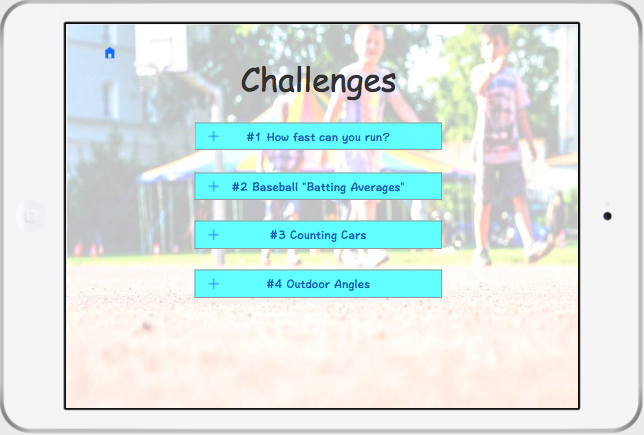 Challenges
#1 How fast can you run?
#2 Baseball "Batting Averages"
#3 Counting Cars
#4 Outdoor Angles